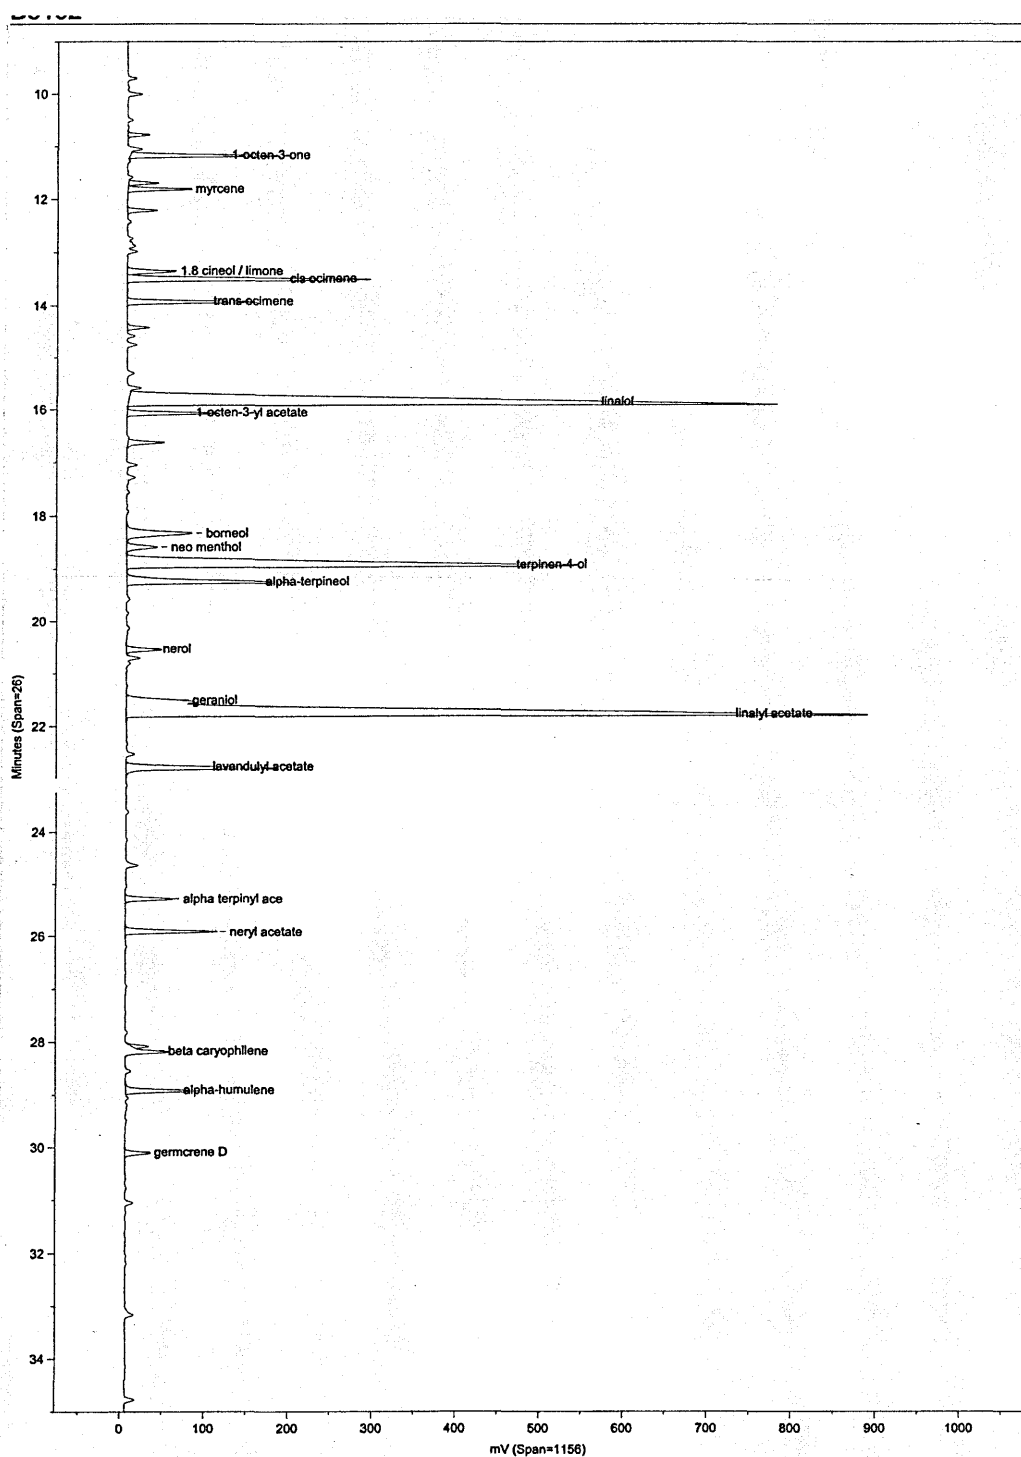 10
1-octen-3-one
myrcene
12
1.8 cineol / limone
cis-ocimene
trans-ocimene
14
linalol
16
1-octen-3-yl acetate
18
borneol
neo menthol
terpinen-4-ol
alpha-terpineol
20
nerol
geraniol
linalyl acetate
22
lavandulyl acetate
24
alpha terpinyl ace
26
neryl acetate
28
beta caryophilene
alpha-humulene
30
germcrene D
32
34
Minutes (Span=26)
0 100 200 300 400 500 600 700 800 900 1000
mV (Span=1156)